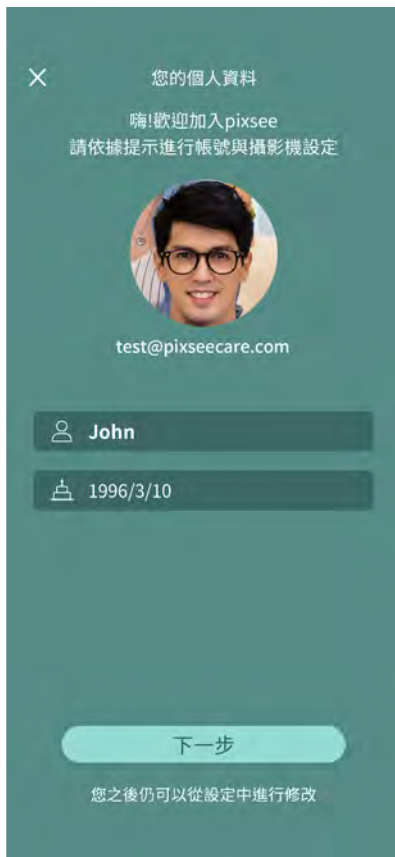 您的個人資料
嗨!歡迎加入pixsee
請依據提示進行帳號與攝影機設定
test@pixseecare.com
John
1996/3/10
下一步
您之後仍可以從設定中進行修改